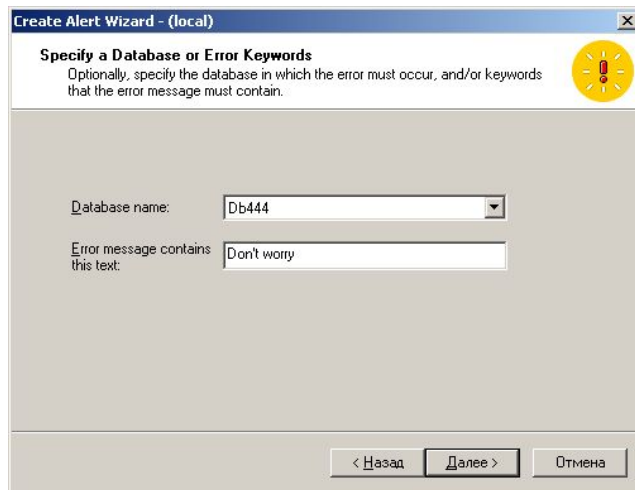 Create Alert Wizard - (local)
Specify a Database or Error Keywords
Optionally, specify the database in which the error must occur, and/or keywords
that the error message must contain.
Database name:
Db444
Error message contains
this text:
Don't worry
< Назад
Далее >
Отмена